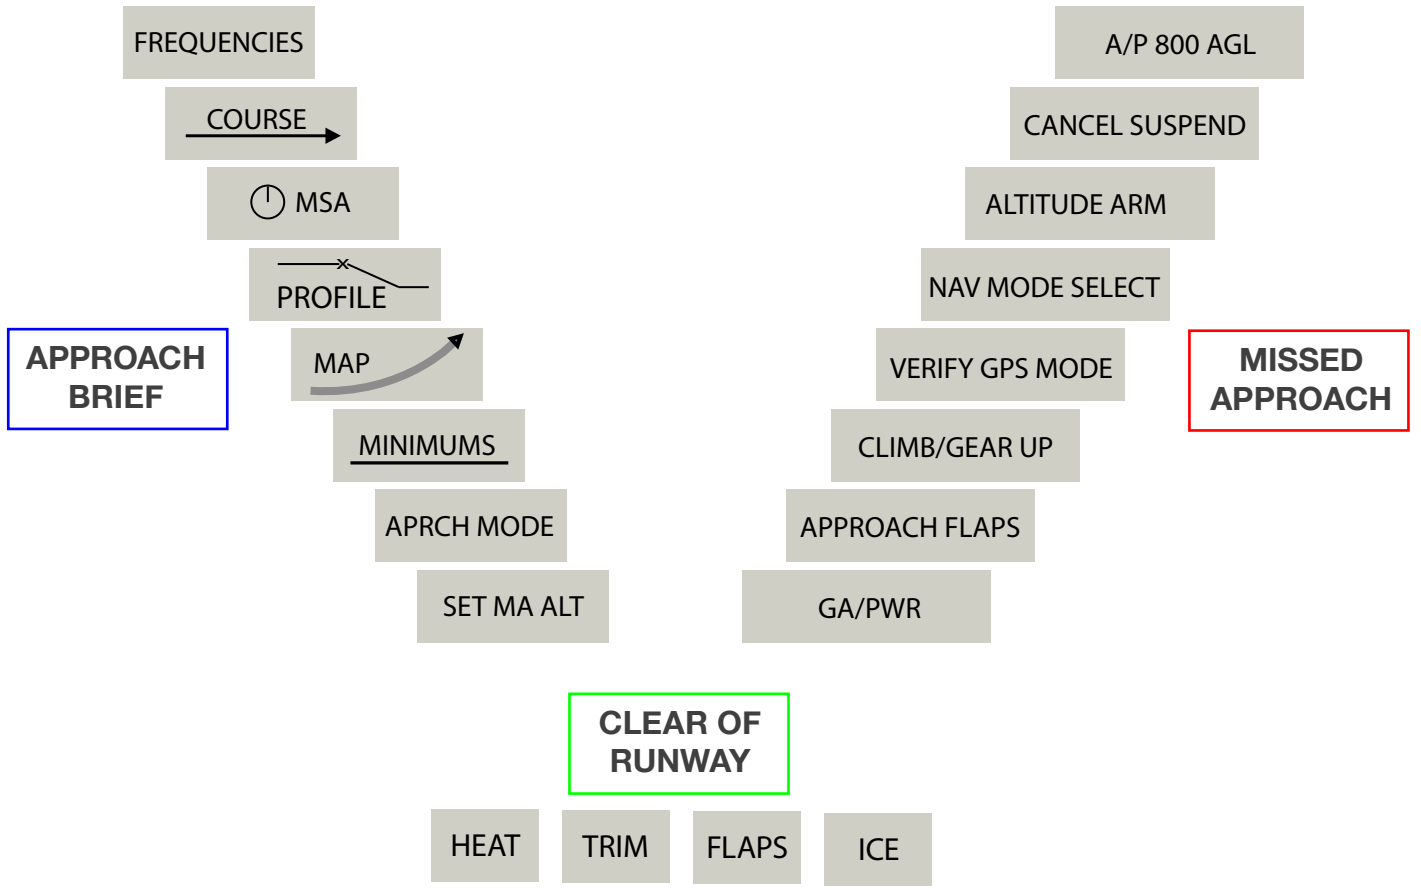 FREQUENCIES
COURSE
MSA
PROFILE
MAP
MINIMUMS
APRCH MODE
SET MA ALT
APPROACH
BRIEF
A/P 800 AGL
CANCEL SUSPEND
ALTITUDE ARM
NAV MODE SELECT
VERIFY GPS MODE
CLIMB/GEAR UP
APPROACH FLAPS
GA/PWR
MISSED
APPROACH
CLEAR OF
RUNWAY
HEAT
TRIM
FLAPS
ICE